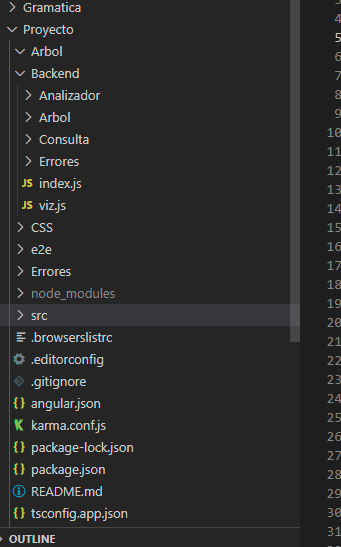 Gramatica
Proyecto
Arbol
Backend
Analizador
Arbol
Consulta
Errores
JS index.js
JS viz.js
CSS
e2e
Errores
node_modules
src
.browserslistrc
.editorconfig
.gitignore
{ } angular.json
karma.conf.js
{ } package-lock.json
{ } package.json
README.md
{ } tsconfig.app.json
OUTLINE
5
6
7
8
9
10
11
12
13
14
15
16
17
18
19
20
21
22
23
24
25
26
27
28
29
30
31